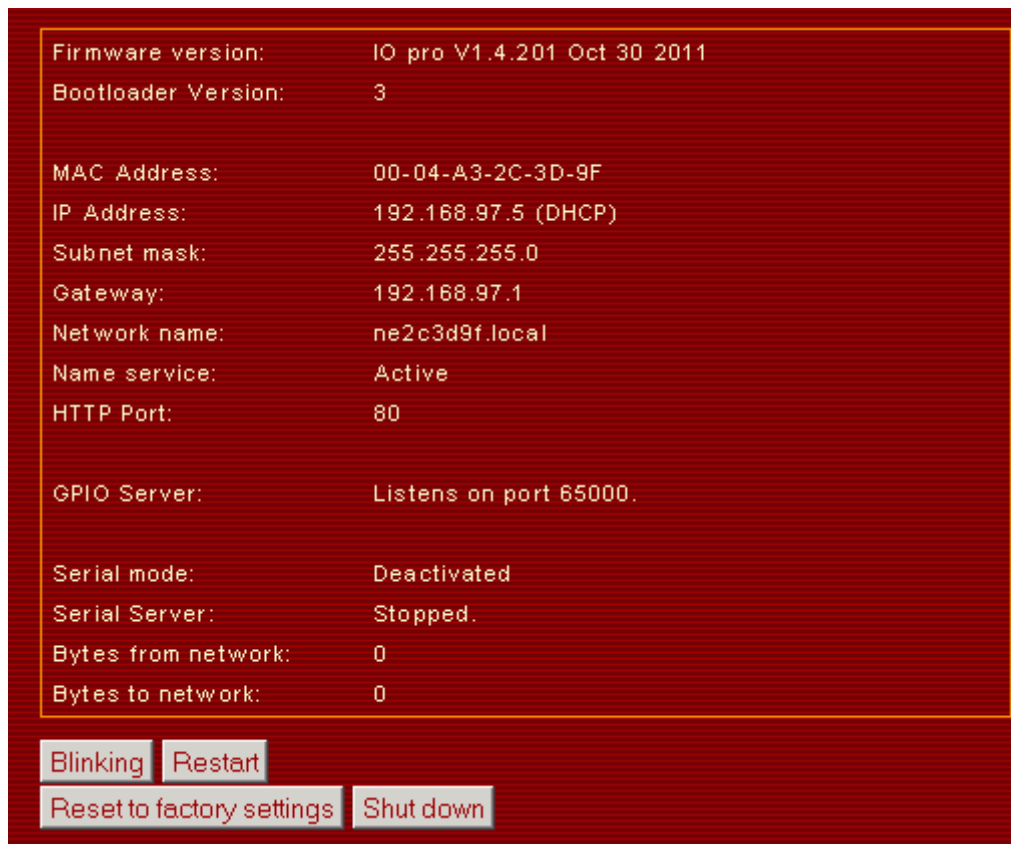 Firmware version: IO pro V1.4.201 Oct 30 2011
Bootloader Version: 3
MAC Address: 00-04-A3-2C-3D-9F
IP Address: 192.168.97.5 (DHCP)
Subnet mask: 255.255.255.0
Gateway: 192.168.97.1
Network name: ne2c3d9f.local
Name service: Active
HTTP Port: 80
GPIO Server: Listens on port 65000.
Serial mode: Deactivated
Serial Server: Stopped.
Bytes from network: 0
Bytes to network: 0
Blinking Restart
Reset to factory settings Shut down